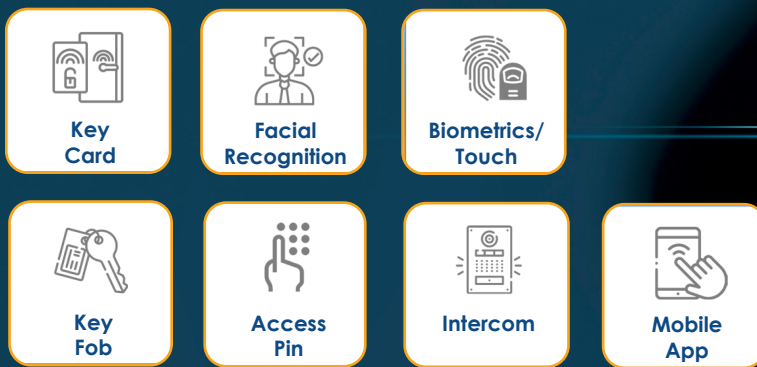 Key
Card
Facial
Recognition
Biometrics/
Touch
Key
Fob
Access
Pin
Intercom
Mobile
App